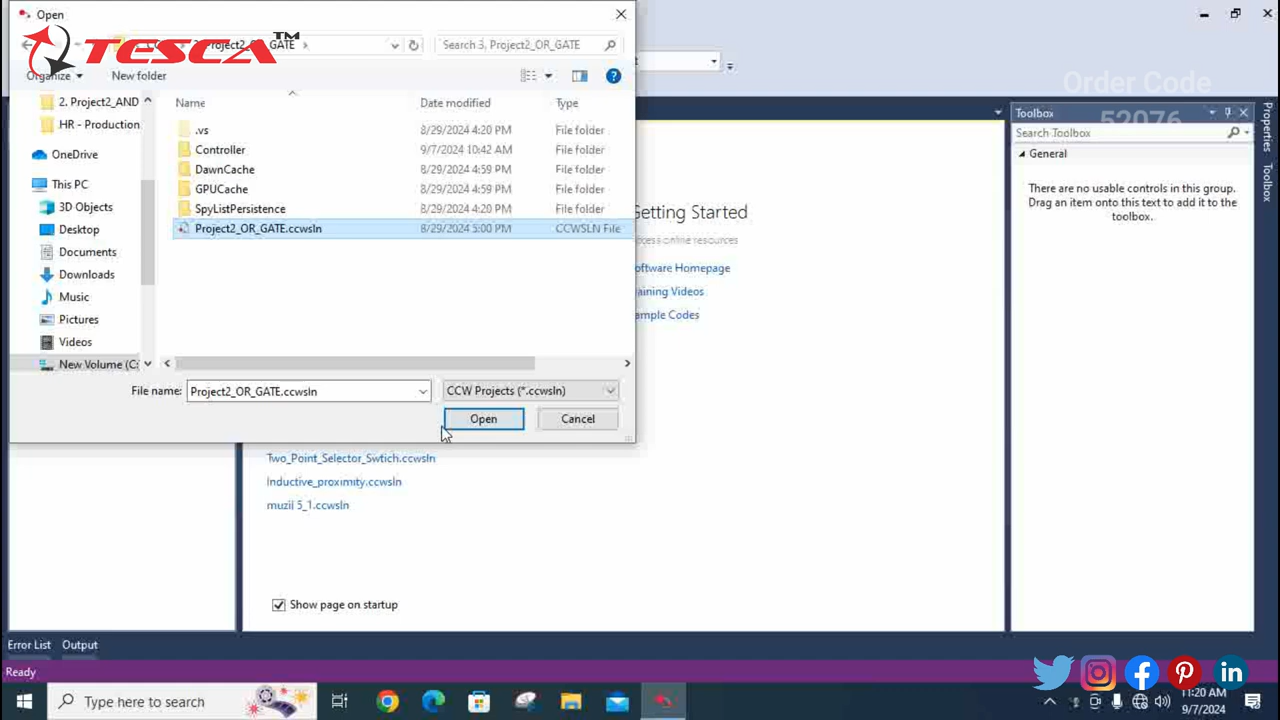 Open
TESCA™
Project2_OR_GATE
Search 3. Project2_OR_GATE
Organize
New folder
Order Code
52076
2. Project2_AND
HR - Production
OneDrive
This PC
3D Objects
Desktop
Documents
Downloads
Music
Pictures
Videos
New Volume (C:
Name
Date modified
Type
.vs
8/29/2024 4:20 PM
File folder
Controller
9/7/2024 10:42 AM
File folder
DawnCache
8/29/2024 4:59 PM
File folder
GPUCache
8/29/2024 4:59 PM
File folder
SpyListPersistence
8/29/2024 4:20 PM
File folder
Project2_OR_GATE.ccwsln
8/29/2024 5:00 PM
CCWSLN File
File name:
Project2_OR_GATE.ccwsln
CCW Projects (*.ccwsln)
Open
Cancel
Getting Started
ccess online resources
oftware Homepage
aining Videos
ample Codes
Two_Point_Selector_Swtich.ccwsln
Inductive_proximity.ccwsln
muzil 5_1.ccwsln
Show page on startup
Toolbox
Search Toolbox
General
There are no usable controls in this group.
Drag an item onto this text to add it to the
toolbox.
Properties
Toolbox
Error List
Output
Ready
Type here to search
11:20 AM
9/7/2024